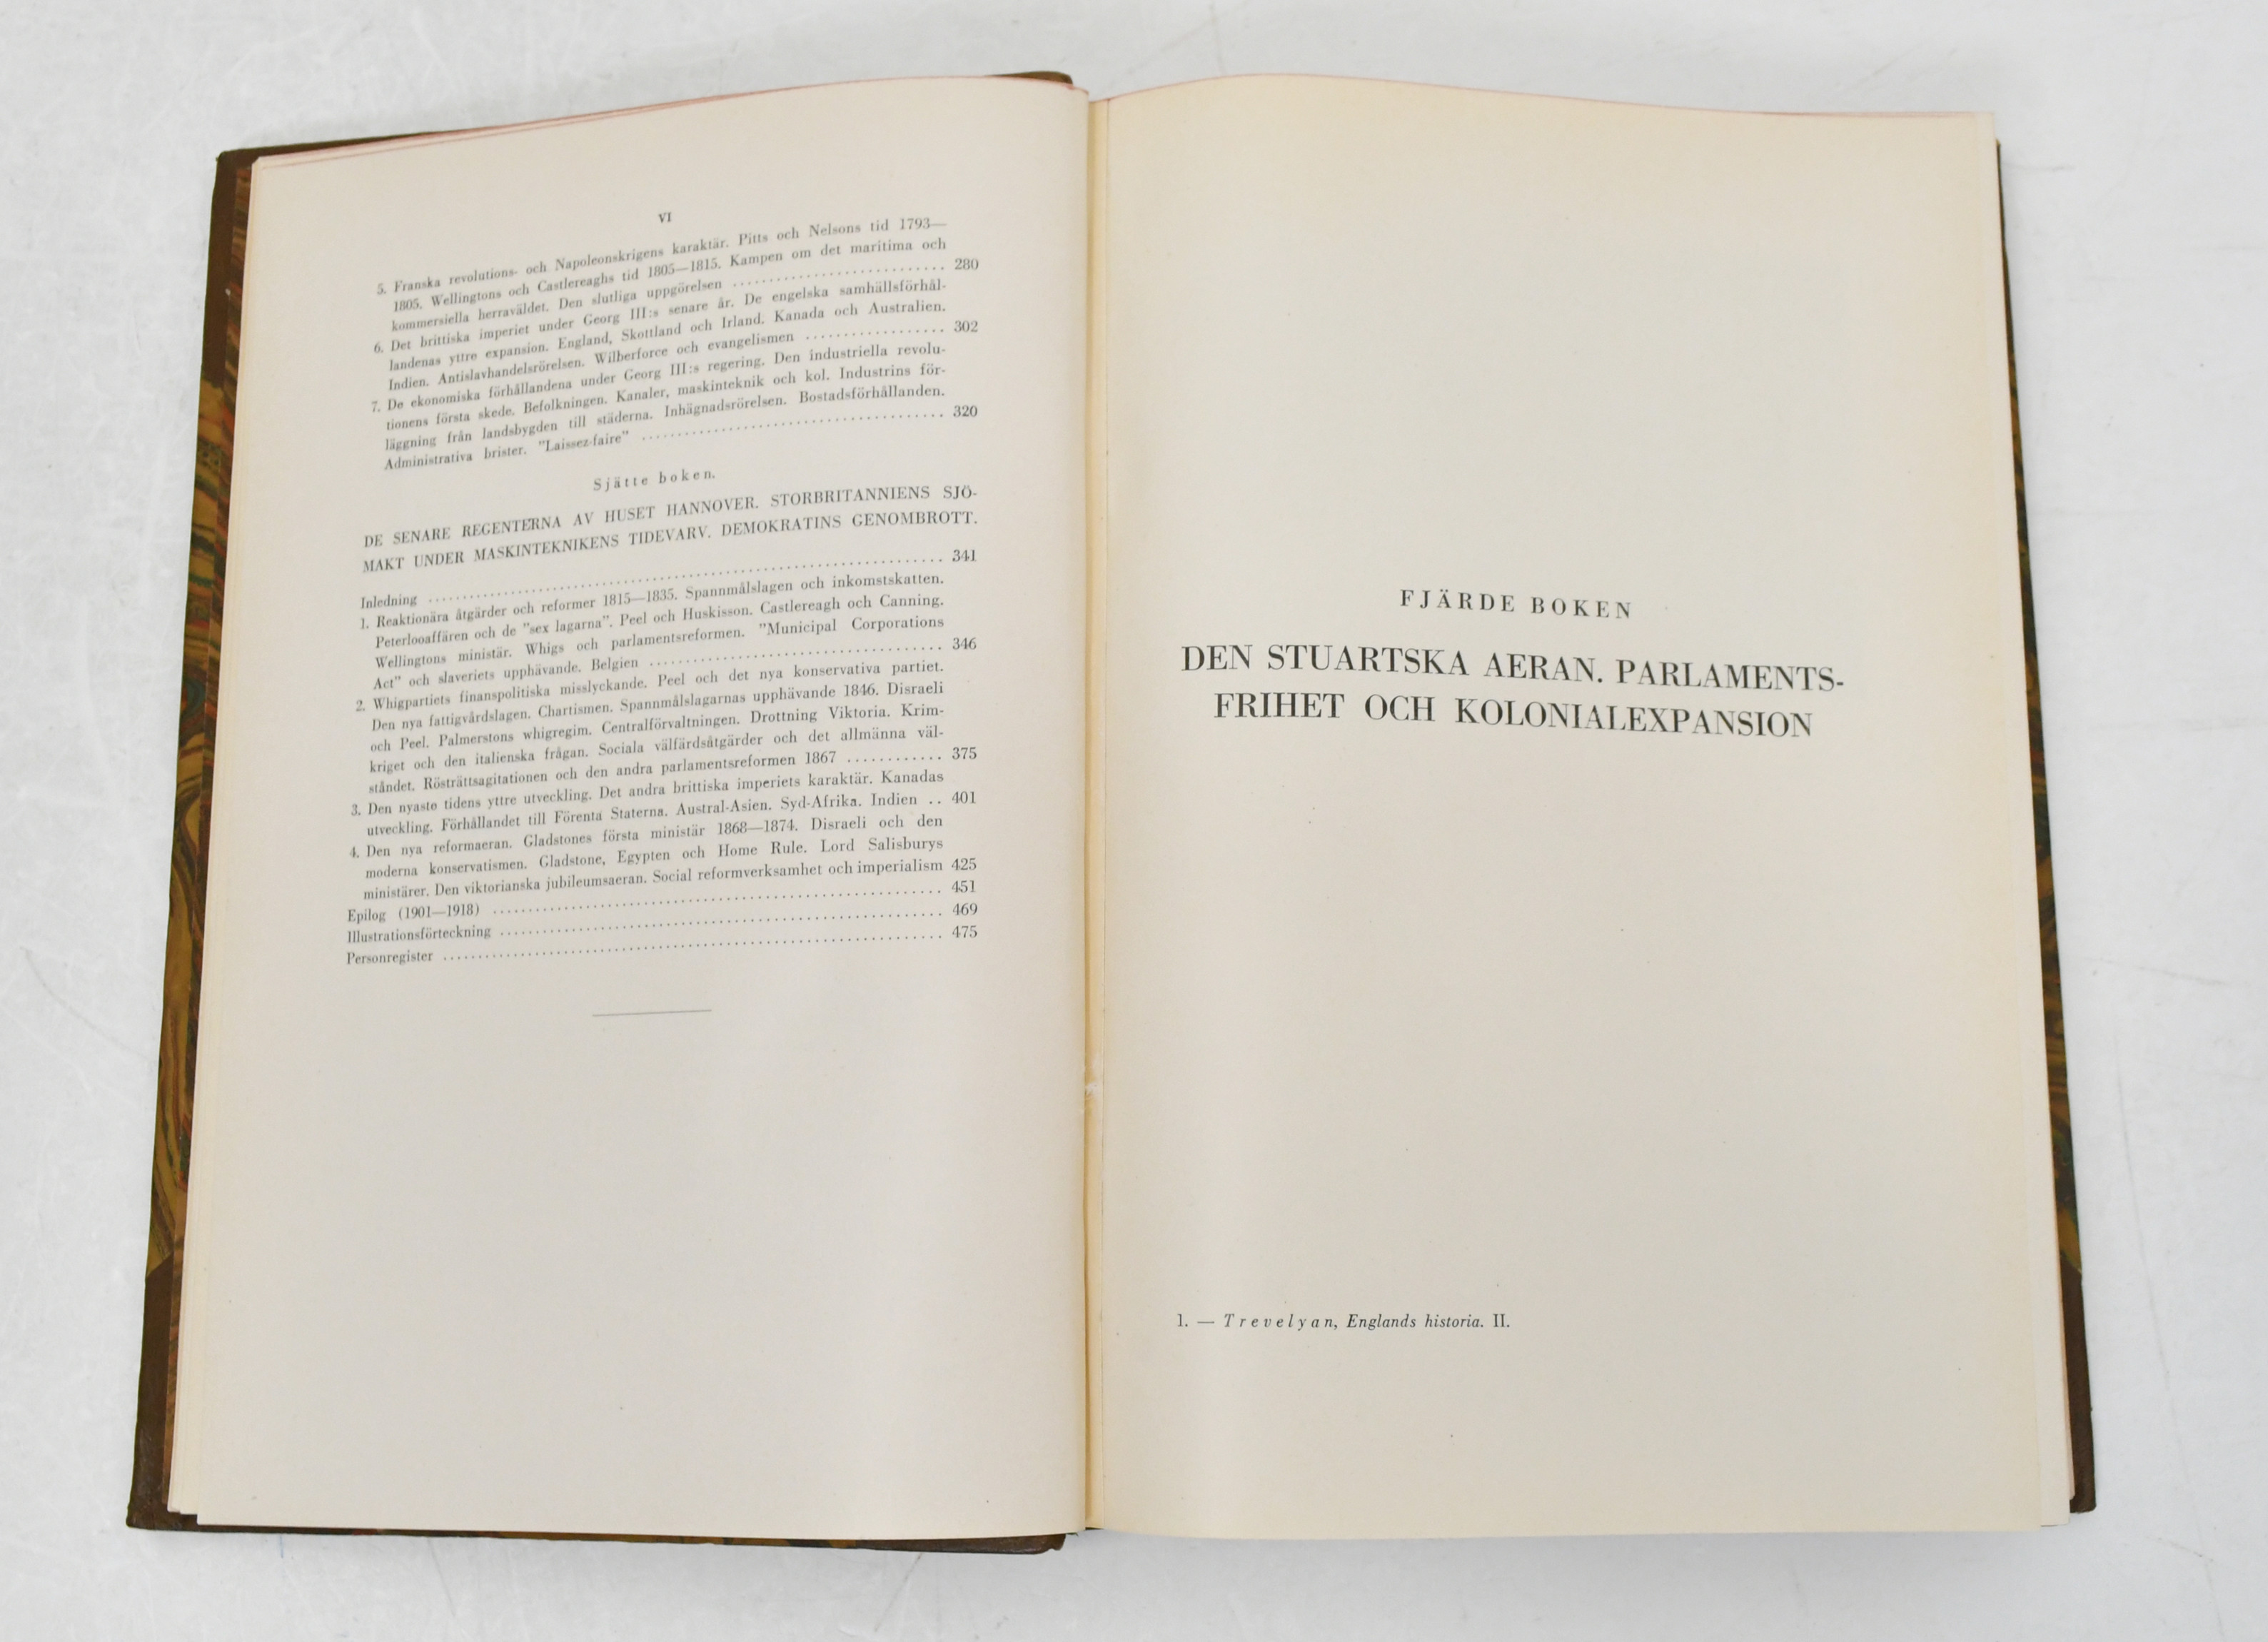 VI
5. Franska revolutions- och Napoleonskrigens karaktär. Pitts och Nelsons tid 1793—
1805. Wellingtons och Castlereaghs tid 1805—1815. Kampen om det maritima och
kommersiella herraväldet. Den slutliga uppgörelsen .......................... 280
6. Det brittiska imperiet under Georg III:s senare år. De engelska samhällsförhål-
landenas yttre expansion. England, Skottland och Irland. Kanada och Australien.
Indien. Antislavhandelsrörelsen. Wilberforce och evangelismen ................. 302
7. De ekonomiska förhållandena under Georg III:s regering. Den industriella revolu-
tionens första skede. Befolkningen. Kanaler, maskinteknik och kol. Industrins för-
läggning från landsbygden till städerna. Inhägnadsrörelsen. Bostadsförhållanden.
Administrativa brister. "Laissez-faire" .......................................... 320
Sjätte boken.
DE SENARE REGENTERNA AV HUSET HANNOVER. STORBRITANNIENS SJÖ-
MAKT UNDER MASKINTEKNIKENS TIDEVARV. DEMOKRATINS GENOMBROTT.
Inledning ........................................................................ 341
1. Reaktionära åtgärder och reformer 1815—1835. Spannmålslagen och inkomstskatten.
Peterlooaffären och de "sex lagarna". Peel och Huskisson. Castlereagh och Canning.
Wellingtons ministär. Whigs och parlamentsreformen. "Municipal Corporations
Act" och slaveriets upphävande. Belgien ........................................ 346
2. Whigpartiets finanspolitiska misslyckande. Peel och det nya konservativa partiet.
Den nya fattigvårdslagen. Chartismen. Spannmålslagarnas upphävande 1846. Disraeli
och Peel. Palmerstons whigregim. Centralförvaltningen. Drottning Viktoria. Krim-
kriget och den italienska frågan. Sociala välfärdsåtgärder och det allmänna väl-
ståndet. Rösträttsagitationen och den andra parlamentsreformen 1867 ............ 375
3. Den nyaste tidens yttre utveckling. Det andra brittiska imperiets karaktär. Kanadas
utveckling. Förhållandet till Förenta Staterna. Austral-Asien. Syd-Afrika. Indien .. 401
4. Den nya reformaeran. Gladstones första ministär 1868—1874. Disraeli och den
moderna konservatismen. Gladstone, Egypten och Home Rule. Lord Salisburys
ministärer. Den viktorianska jubileumsaeran. Social reformverksamhet och imperialism 425
Epilog (1901—1918) ............................................................... 451
Illustrationsförteckning ............................................................... 469
Personregister ....................................................................... 475
FJÄRDE BOKEN
DEN STUARTSKA AERAN. PARLAMENTS-
FRIHET OCH KOLONIALEXPANSION
1. — Trevelyan, Englands historia. II.